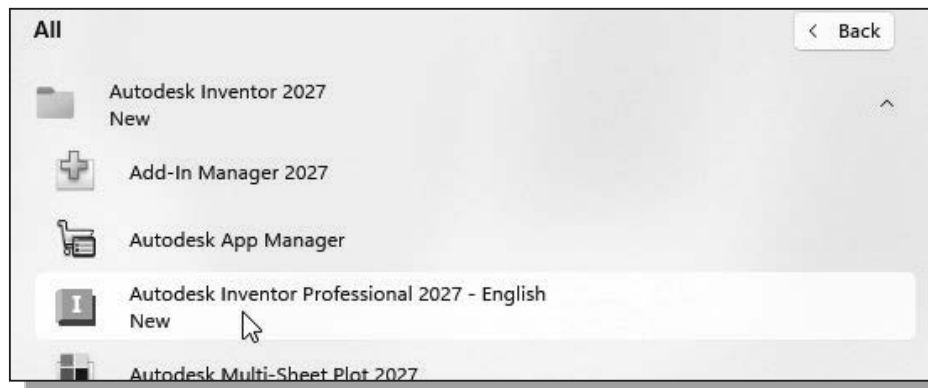 All
Back
Autodesk Inventor 2027
New
Add-In Manager 2027
Autodesk App Manager
Autodesk Inventor Professional 2027 - English
New
Autodesk Multi-Sheet Plot 2027